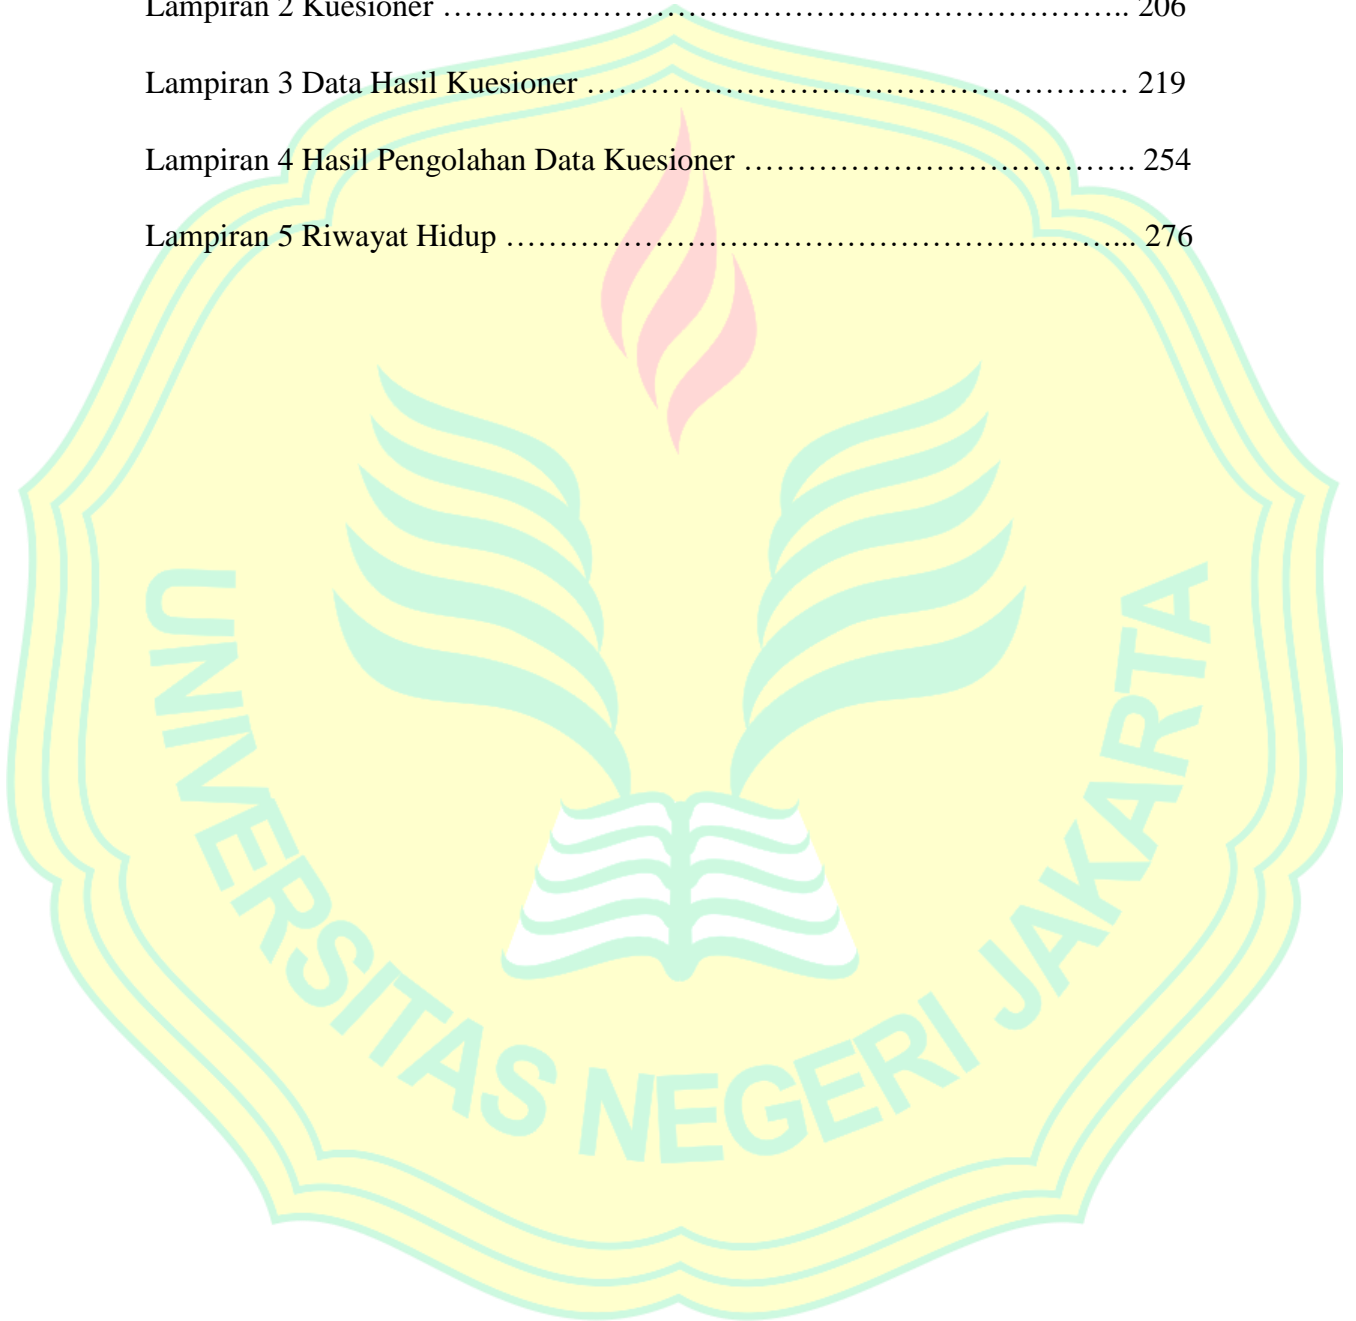 Lampiran 2 Kuesioner ……………………………………………………….. 206
Lampiran 3 Data Hasil Kuesioner …………………………………………… 219
Lampiran 4 Hasil Pengolahan Data Kuesioner ………………………………. 254
Lampiran 5 Riwayat Hidup …………………………………………………... 276
UNIVERSITAS NEGERI JAKARTA